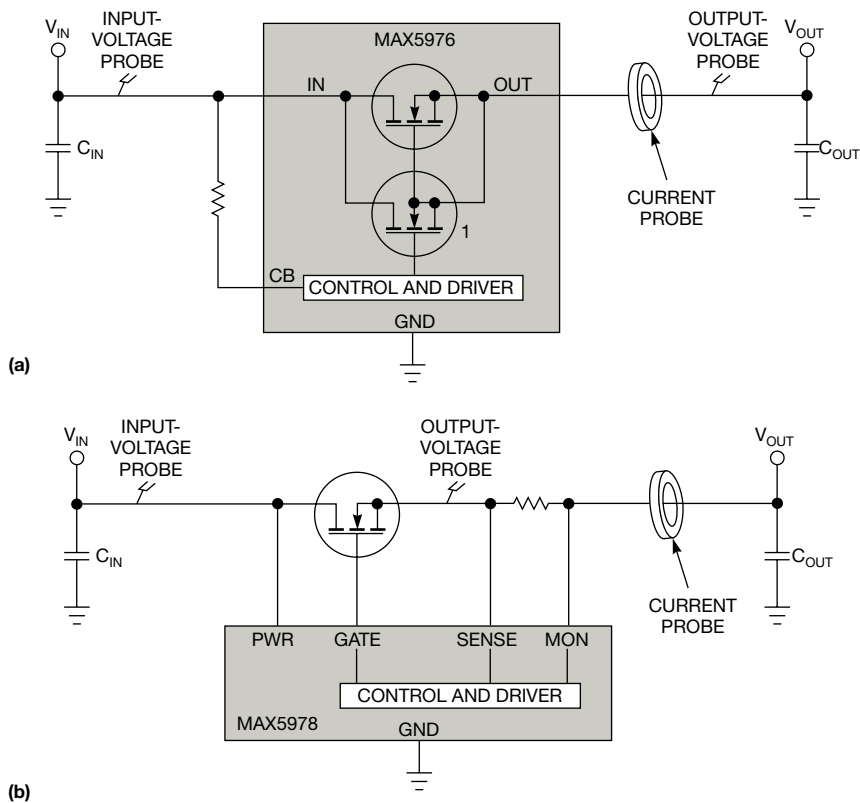 V_IN
INPUT-
VOLTAGE
PROBE
MAX5976
OUTPUT-
VOLTAGE
PROBE
V_OUT
IN
OUT
C_IN
C_OUT
CURRENT
PROBE
1
CB
CONTROL AND DRIVER
GND
(a)
V_IN
INPUT-
VOLTAGE
PROBE
OUTPUT-
VOLTAGE
PROBE
V_OUT
C_IN
C_OUT
CURRENT
PROBE
PWR
GATE
SENSE
MON
CONTROL AND DRIVER
MAX5978
GND
(b)